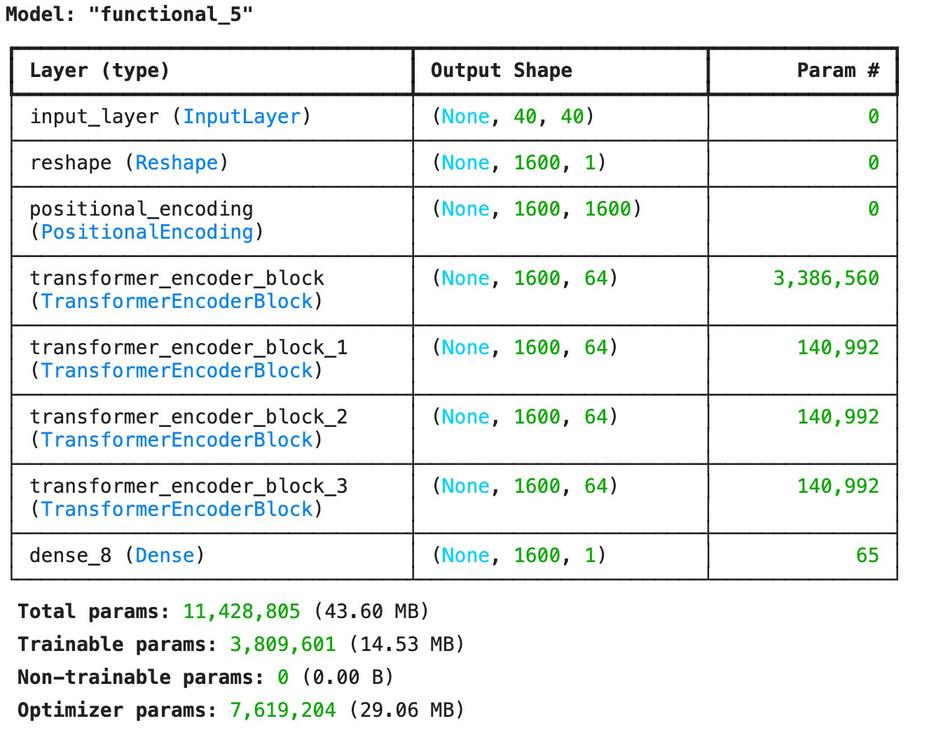 Model: "functional_5"
Layer (type) Output Shape Param #
input_layer (InputLayer) (None, 40, 40) 0
reshape (Reshape) (None, 1600, 1) 0
positional_encoding (None, 1600, 1600) 0
(PositionalEncoding)
transformer_encoder_block (None, 1600, 64) 3,386,560
(TransformerEncoderBlock)
transformer_encoder_block_1 (None, 1600, 64) 140,992
(TransformerEncoderBlock)
transformer_encoder_block_2 (None, 1600, 64) 140,992
(TransformerEncoderBlock)
transformer_encoder_block_3 (None, 1600, 64) 140,992
(TransformerEncoderBlock)
dense_8 (Dense) (None, 1600, 1) 65
Total params: 11,428,805 (43.60 MB)
Trainable params: 3,809,601 (14.53 MB)
Non-trainable params: 0 (0.00 B)
Optimizer params: 7,619,204 (29.06 MB)